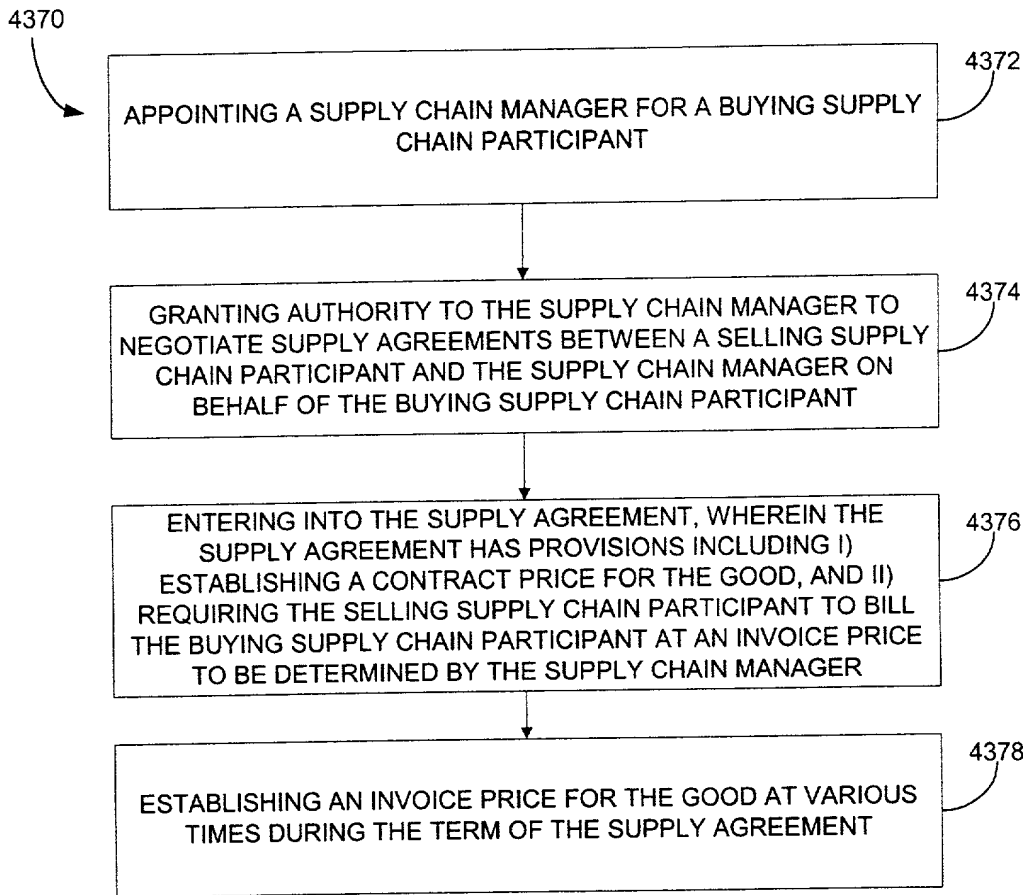 4370
4372
APPOINTING A SUPPLY CHAIN MANAGER FOR A BUYING SUPPLY
CHAIN PARTICIPANT
4374
GRANTING AUTHORITY TO THE SUPPLY CHAIN MANAGER TO
NEGOTIATE SUPPLY AGREEMENTS BETWEEN A SELLING SUPPLY
CHAIN PARTICIPANT AND THE SUPPLY CHAIN MANAGER ON
BEHALF OF THE BUYING SUPPLY CHAIN PARTICIPANT
4376
ENTERING INTO THE SUPPLY AGREEMENT, WHEREIN THE
SUPPLY AGREEMENT HAS PROVISIONS INCLUDING I)
ESTABLISHING A CONTRACT PRICE FOR THE GOOD, AND II)
REQUIRING THE SELLING SUPPLY CHAIN PARTICIPANT TO BILL
THE BUYING SUPPLY CHAIN PARTICIPANT AT AN INVOICE PRICE
TO BE DETERMINED BY THE SUPPLY CHAIN MANAGER
4378
ESTABLISHING AN INVOICE PRICE FOR THE GOOD AT VARIOUS
TIMES DURING THE TERM OF THE SUPPLY AGREEMENT